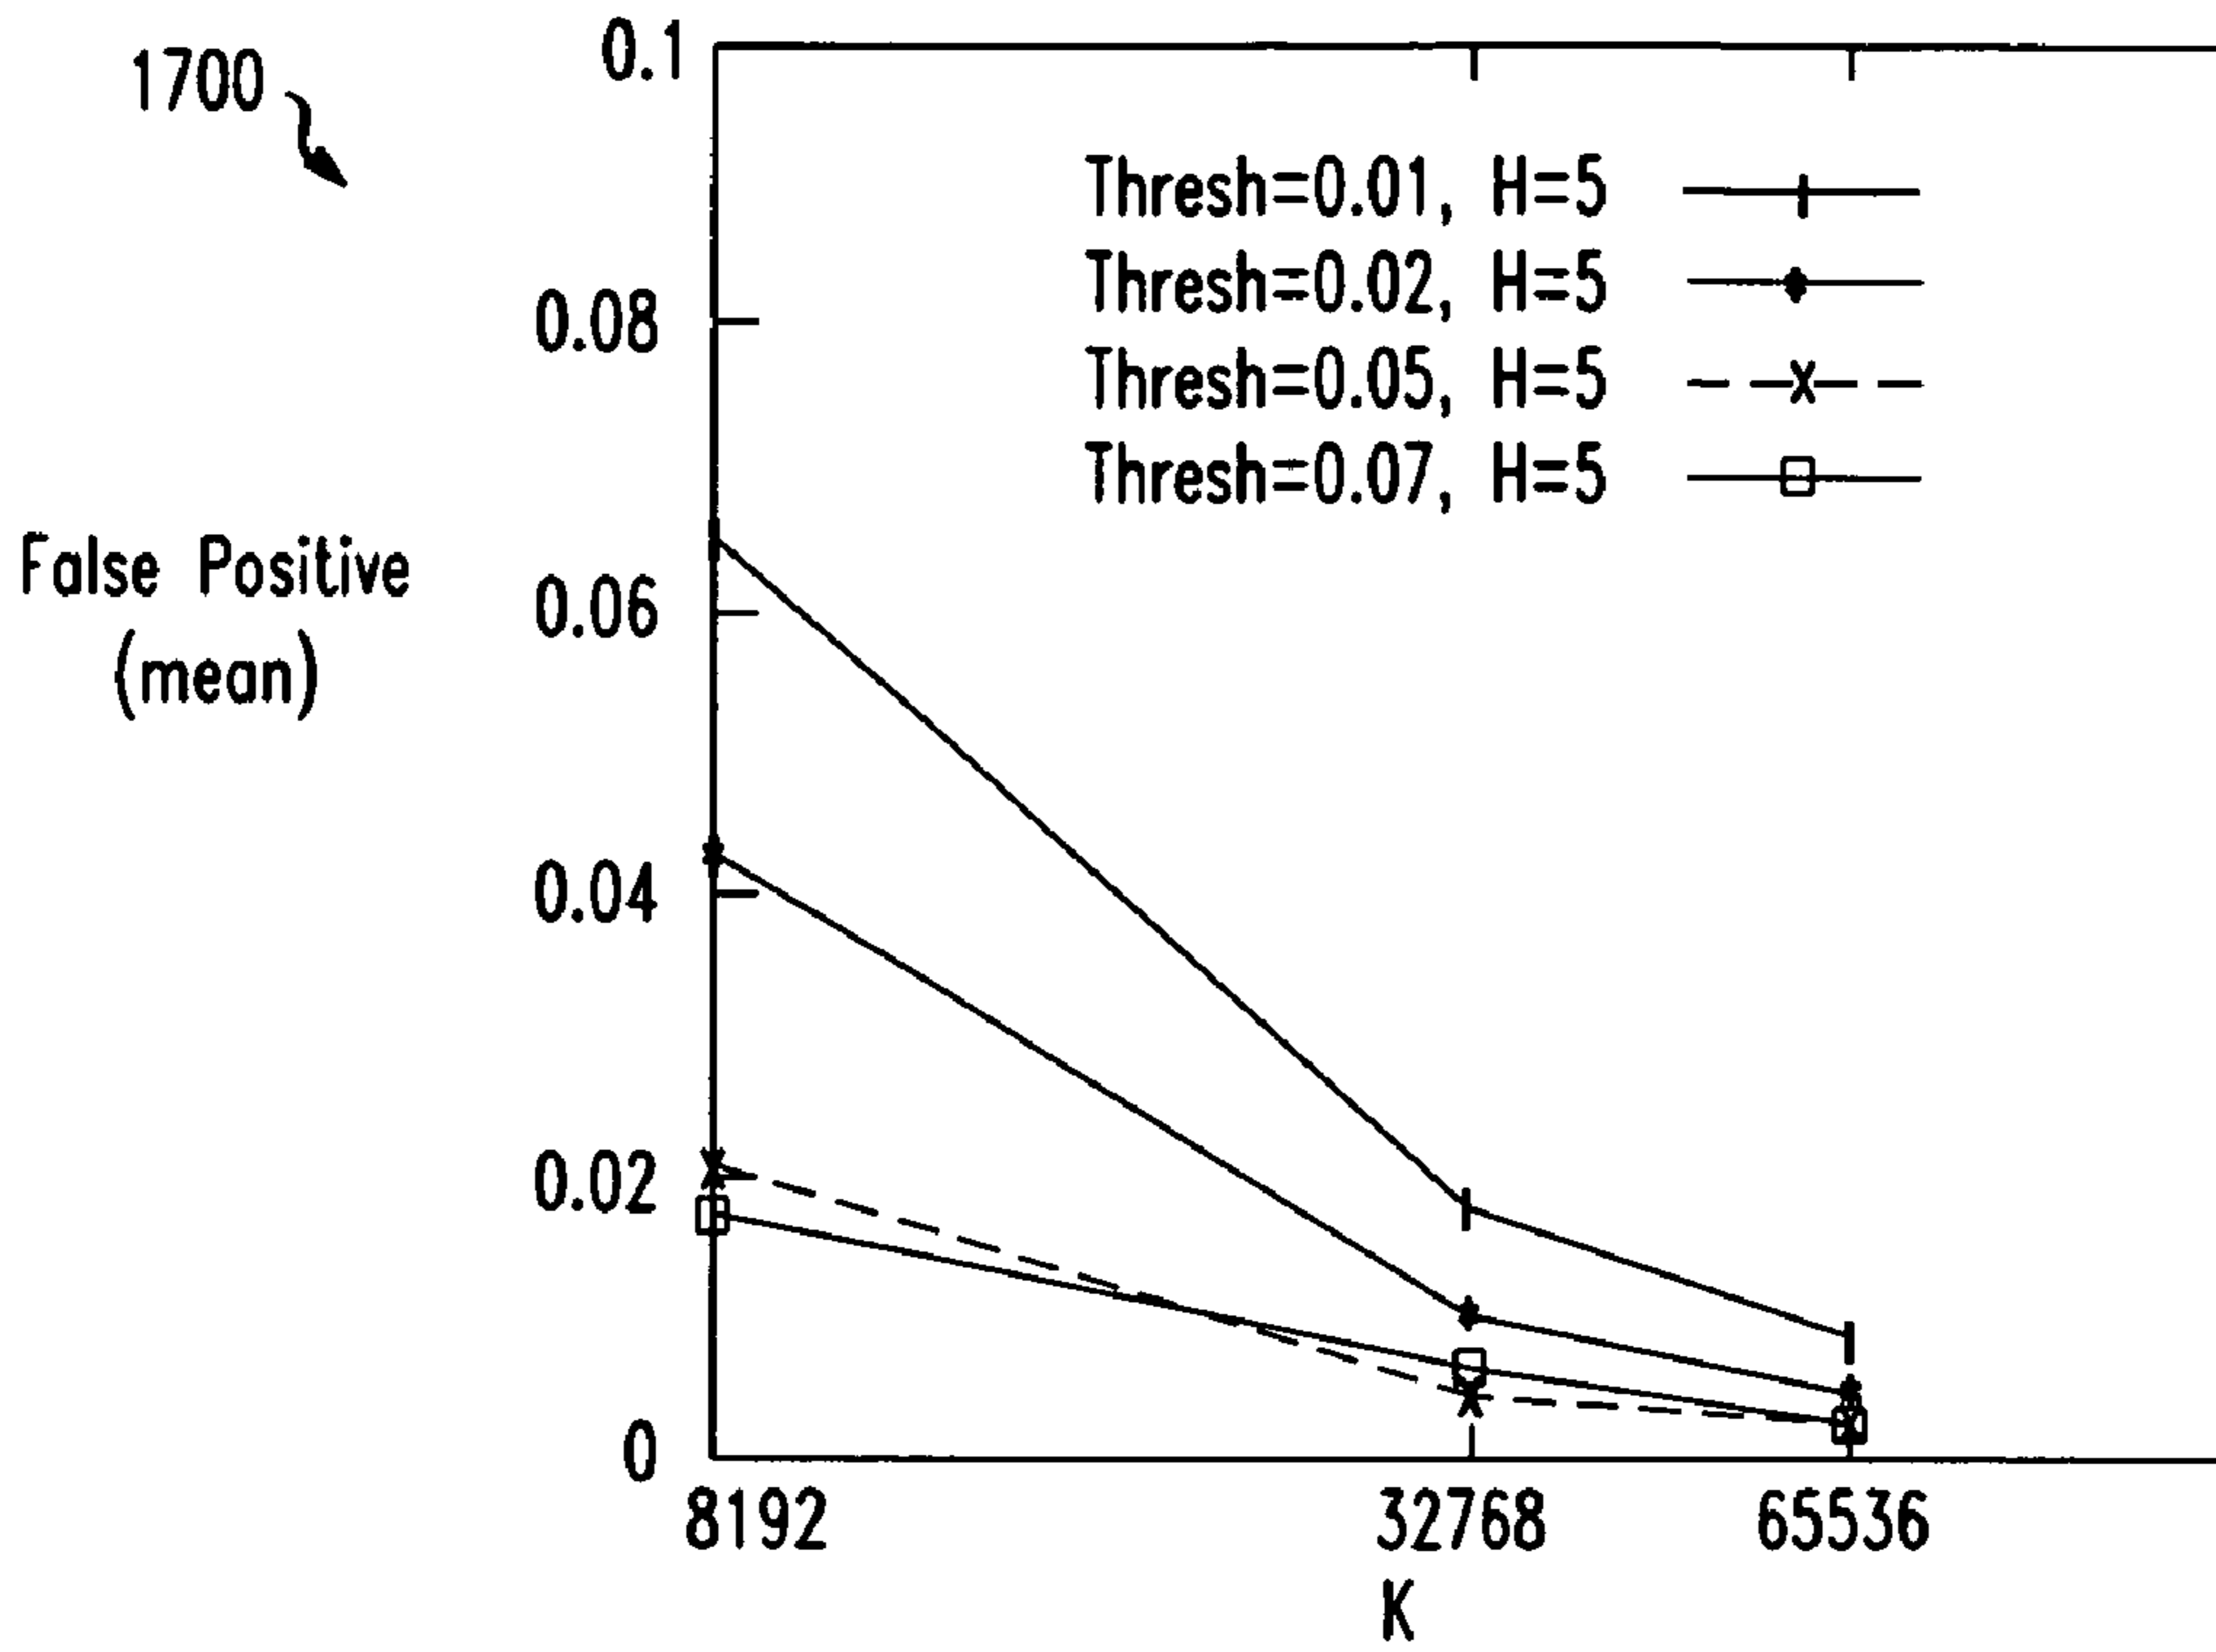 1700
0.1
0.08
0.06
0.04
0.02
0
False Positive
(mean)
Thresh=0.01, H=5
Thresh=0.02, H=5
Thresh=0.05, H=5
Thresh=0.07, H=5
8192 32768 65536
K